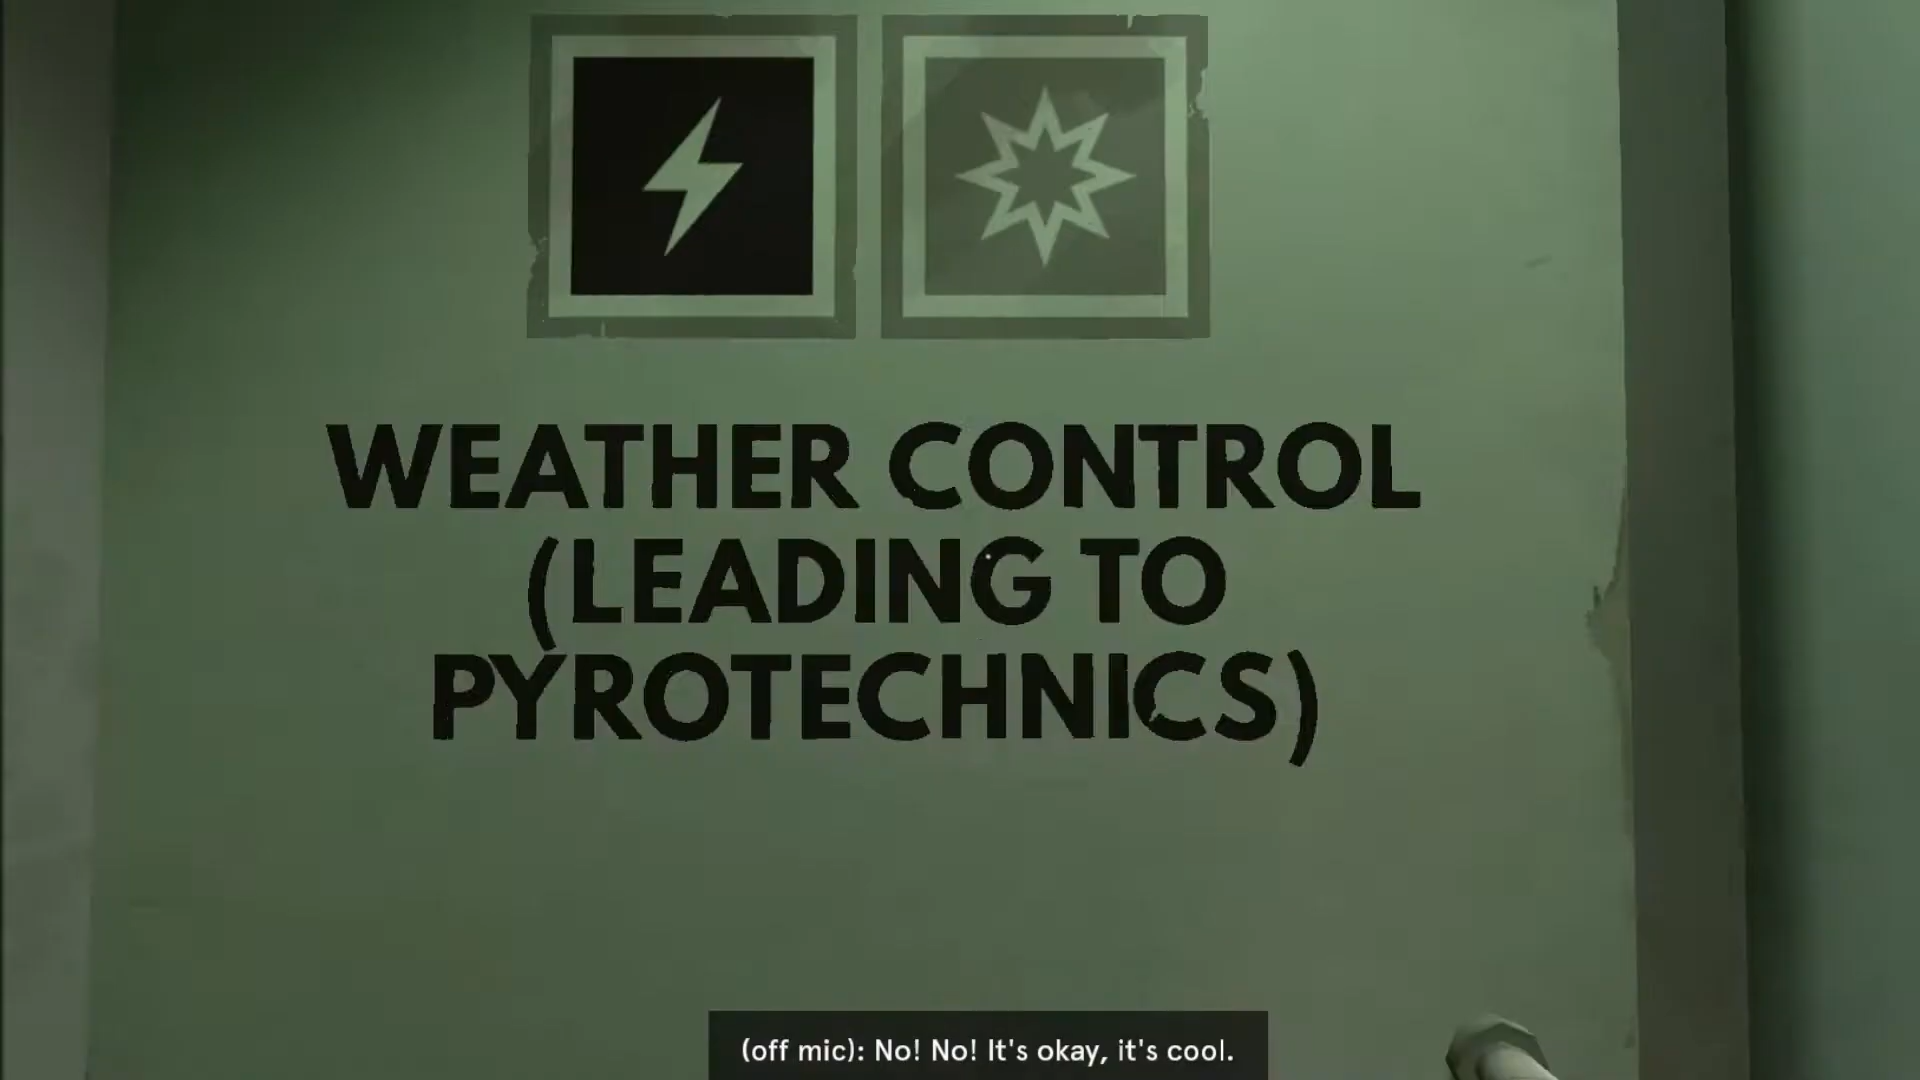 WEATHER CONTROL
(LEADING TO
PYROTECHNICS)
(off mic): No! No! It's okay, it's cool.